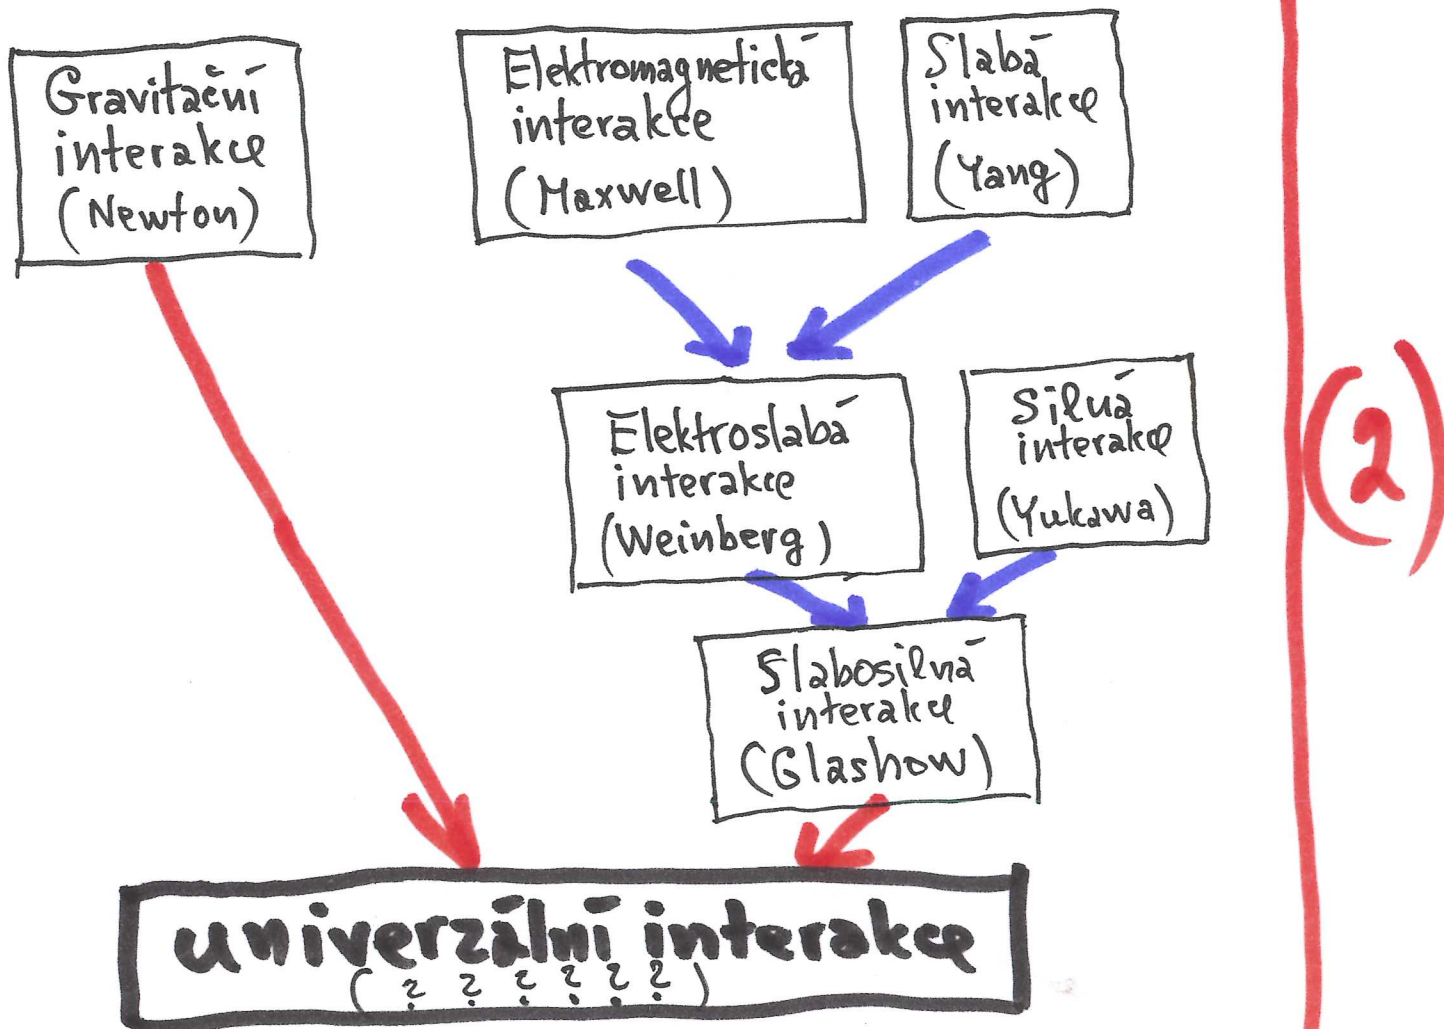 Gravitační
interakce
(Newton)
Elektromagnetická
interakce
(Maxwell)
Slabá
interakce
(Yang)
Elektroslabá
interakce
(Weinberg)
Silná
interakce
(Yukawa)
(2)
Slabosilná
interakce
(Glashow)
univerzální interakce
(? ? ? ? ? ?)